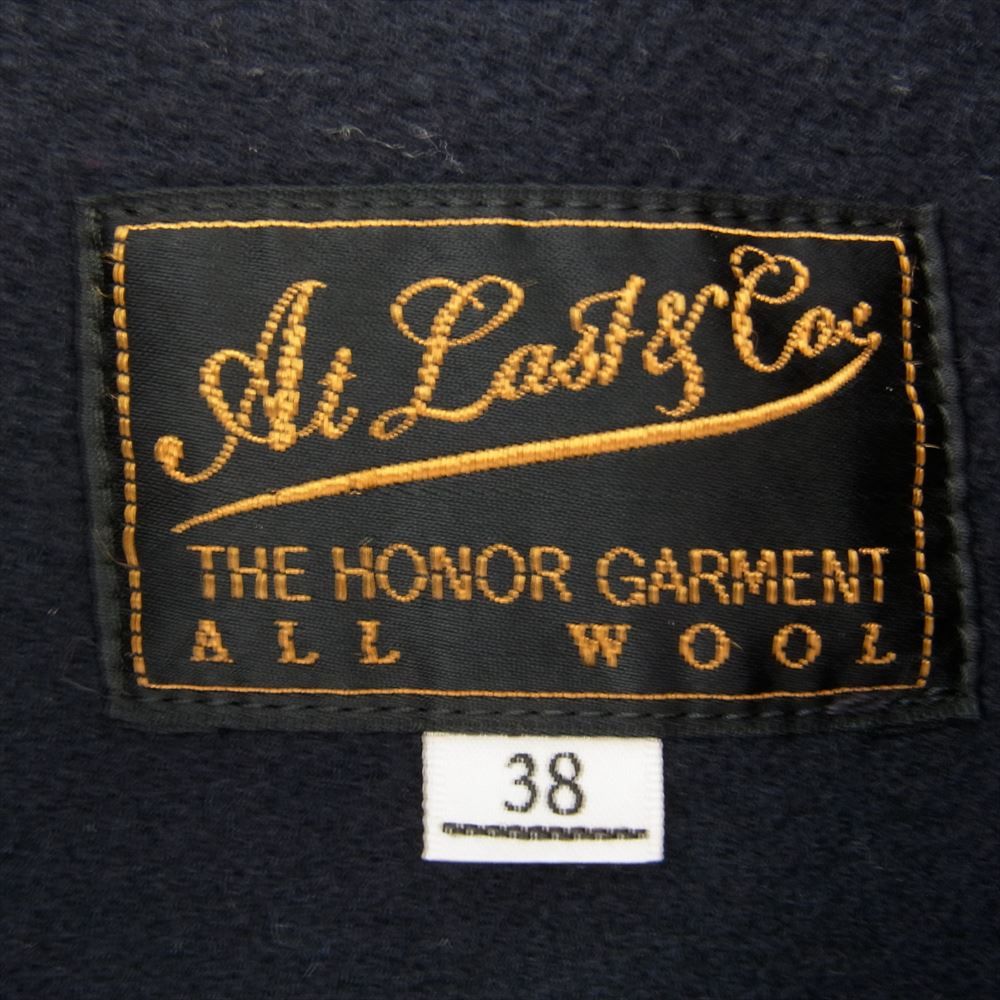 At Last & Co.
THE HONOR GARMENT
ALL WOOL
38